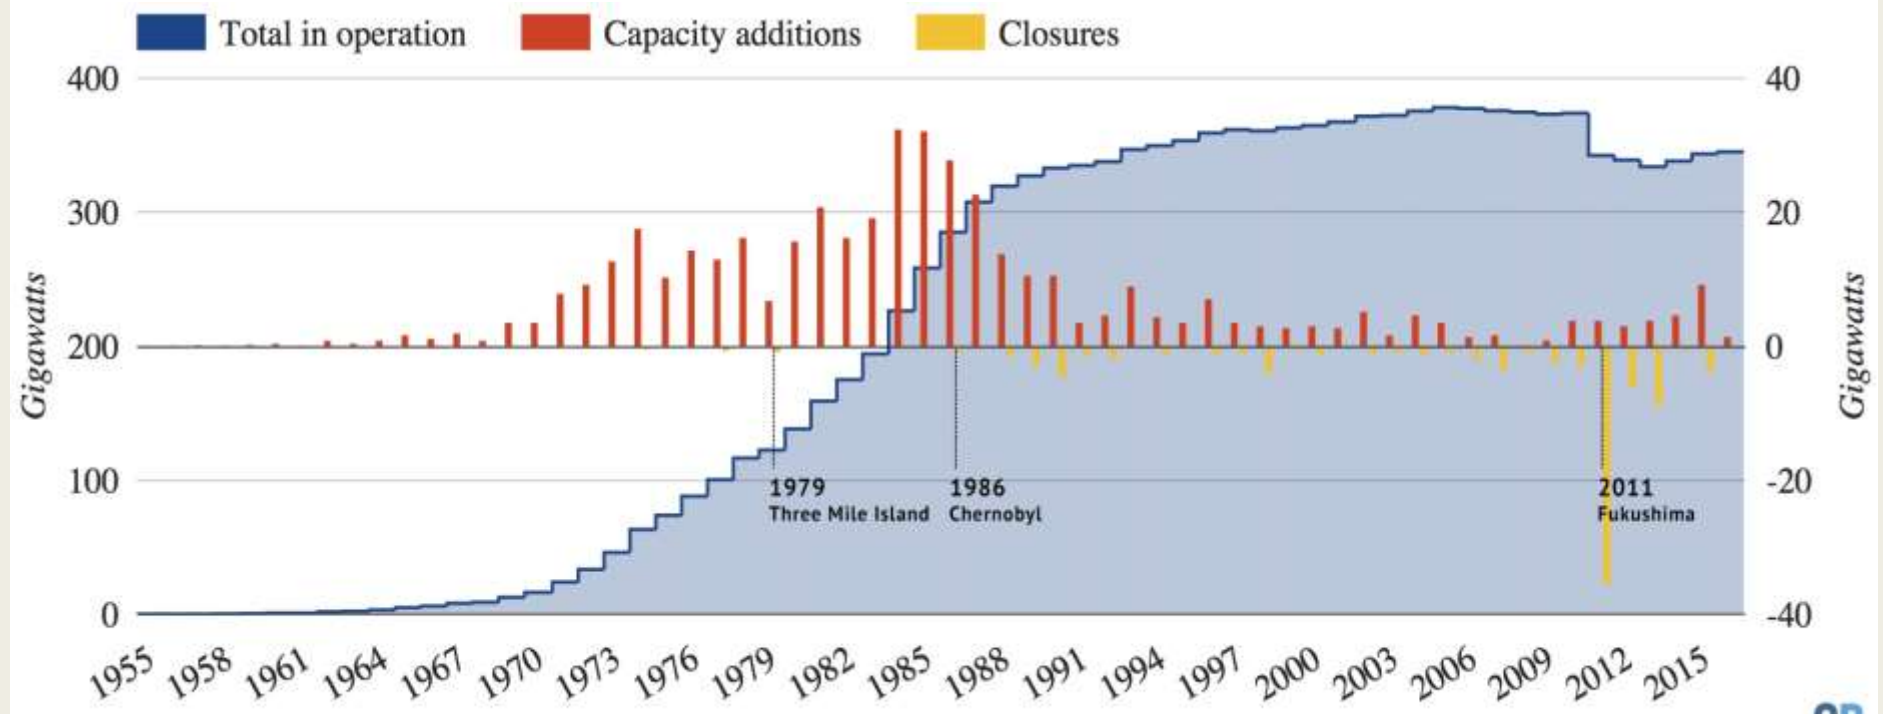 Total in operation Capacity additions Closures
400 40
300 20
200 0
100 -20
0 -40
Gigawatts
Gigawatts
1979
Three Mile Island
1986
Chernobyl
2011
Fukushima
1955 1958 1961 1964 1967 1970 1973 1976 1979 1982 1985 1988 1991 1994 1997 2000 2003 2006 2009 2012 2015